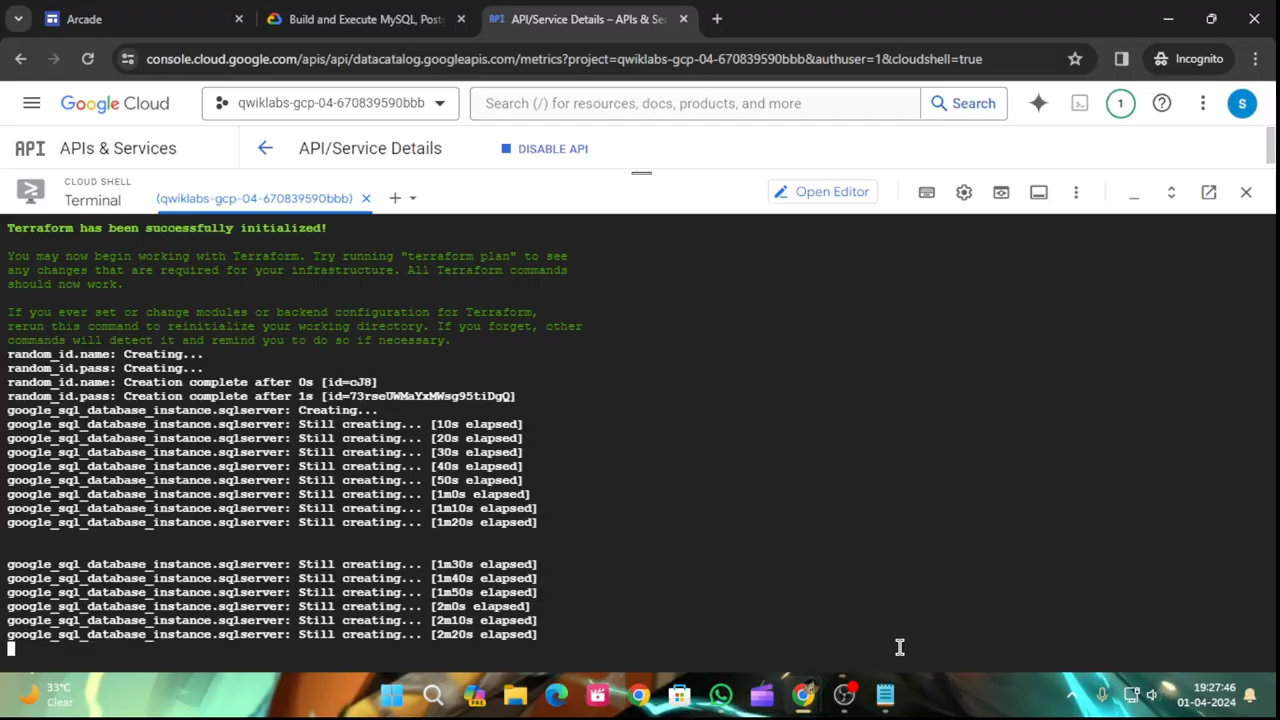 Arcade
Build and Execute MySQL, Post
API API/Service Details – APIs & Se
console.cloud.google.com/apis/api/datacatalog.googleapis.com/metrics?project=qwiklabs-gcp-04-670839590bbb&authuser=1&cloudshell=true
Incognito
Google Cloud
qwiklabs-gcp-04-670839590bbb
Search (/) for resources, docs, products, and more
Search
1
S
API APIs & Services
API/Service Details
DISABLE API
CLOUD SHELL
Terminal
(qwiklabs-gcp-04-670839590bbb)
Open Editor
Terraform has been successfully initialized!
You may now begin working with Terraform. Try running "terraform plan" to see
any changes that are required for your infrastructure. All Terraform commands
should now work.
If you ever set or change modules or backend configuration for Terraform,
rerun this command to reinitialize your working directory. If you forget, other
commands will detect it and remind you to do so if necessary.
random_id.name: Creating...
random_id.pass: Creating...
random_id.name: Creation complete after 0s [id=cJ8]
random_id.pass: Creation complete after 1s [id=73rseUWMaYxMWsg95tiDgQ]
google_sql_database_instance.sqlserver: Creating...
google_sql_database_instance.sqlserver: Still creating... [10s elapsed]
google_sql_database_instance.sqlserver: Still creating... [20s elapsed]
google_sql_database_instance.sqlserver: Still creating... [30s elapsed]
google_sql_database_instance.sqlserver: Still creating... [40s elapsed]
google_sql_database_instance.sqlserver: Still creating... [50s elapsed]
google_sql_database_instance.sqlserver: Still creating... [1m0s elapsed]
google_sql_database_instance.sqlserver: Still creating... [1m10s elapsed]
google_sql_database_instance.sqlserver: Still creating... [1m20s elapsed]
google_sql_database_instance.sqlserver: Still creating... [1m30s elapsed]
google_sql_database_instance.sqlserver: Still creating... [1m40s elapsed]
google_sql_database_instance.sqlserver: Still creating... [1m50s elapsed]
google_sql_database_instance.sqlserver: Still creating... [2m0s elapsed]
google_sql_database_instance.sqlserver: Still creating... [2m10s elapsed]
google_sql_database_instance.sqlserver: Still creating... [2m20s elapsed]
33°C
Clear
PRE
19:27:46
01-04-2024